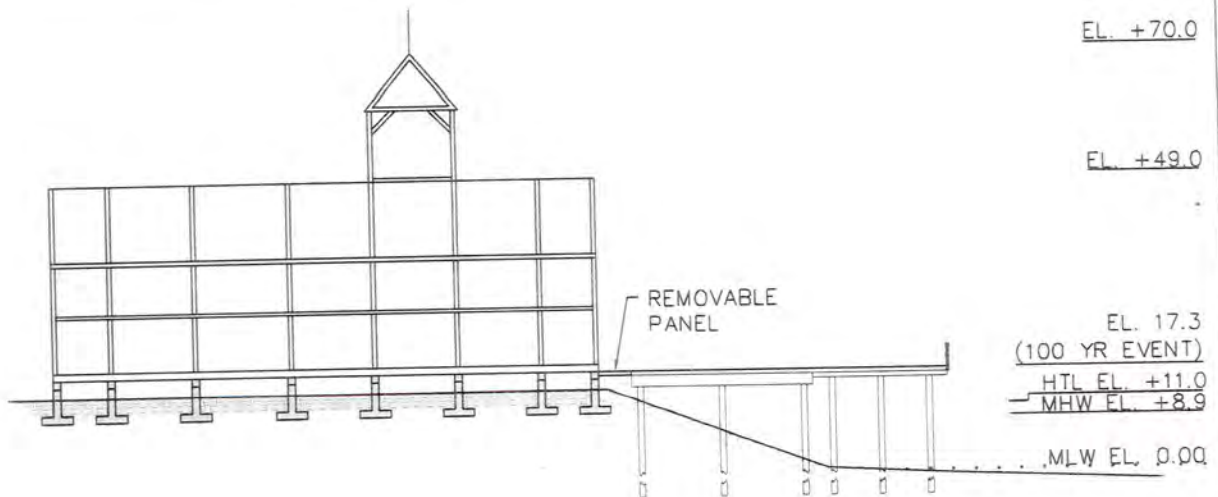 EL. +70.0
EL. +49.0
REMOVABLE
PANEL
EL. 17.3
(100 YR EVENT)
HTL EL. +11.0
MHW EL. +8.9
MLW EL. 0.00